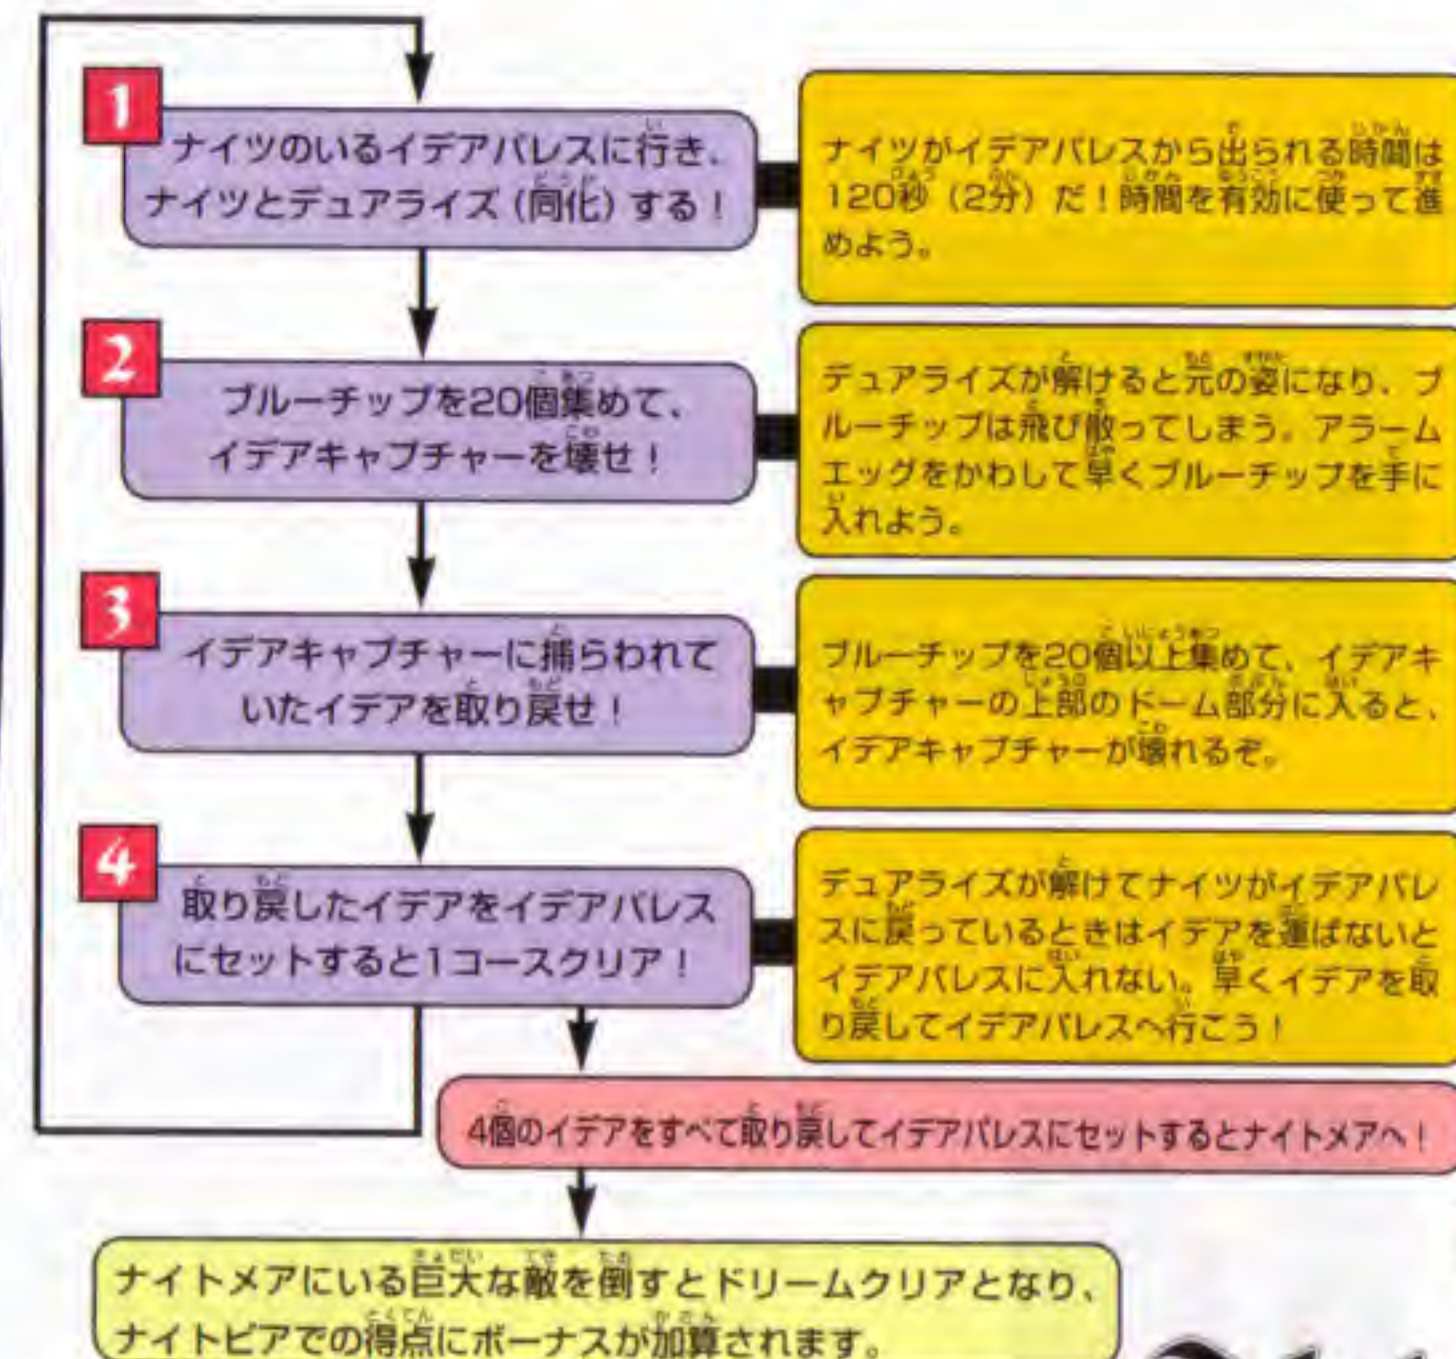 1
ナイツのいるイデアパレスに行き、
ナイツとデュアライズ（同化）する！
ナイツがイデアパレスから出られる時間は
120秒（2分）だ！時間を有効に使って進
めよう。
2
ブルーチップを20個集めて、
イデアキャプチャーを壊せ！
デュアライズが解けると元の姿になり、ブ
ルーチップは飛び散ってしまう。アラーム
エッグをかわして早くブルーチップを手に
入れよう。
3
イデアキャプチャーに捕らわれて
いたイデアを取り戻せ！
ブルーチップを20個以上集めて、イデアキ
ャプチャーの上部のドーム部分に入ると、
イデアキャプチャーが壊れるぞ。
4
取り戻したイデアをイデアパレス
にセットすると1コースクリア！
デュアライズが解けてナイツがイデアパレ
スに戻っているときはイデアを運ばないと
イデアパレスに入れない。早くイデアを取
り戻してイデアパレスへ行こう！
4個のイデアをすべて取り戻してイデアパレスにセットするとナイトメアへ！
ナイトメアにいる巨大な敵を倒すとドリームクリアとなり、
ナイトピアでの得点にボーナスが加算されます。